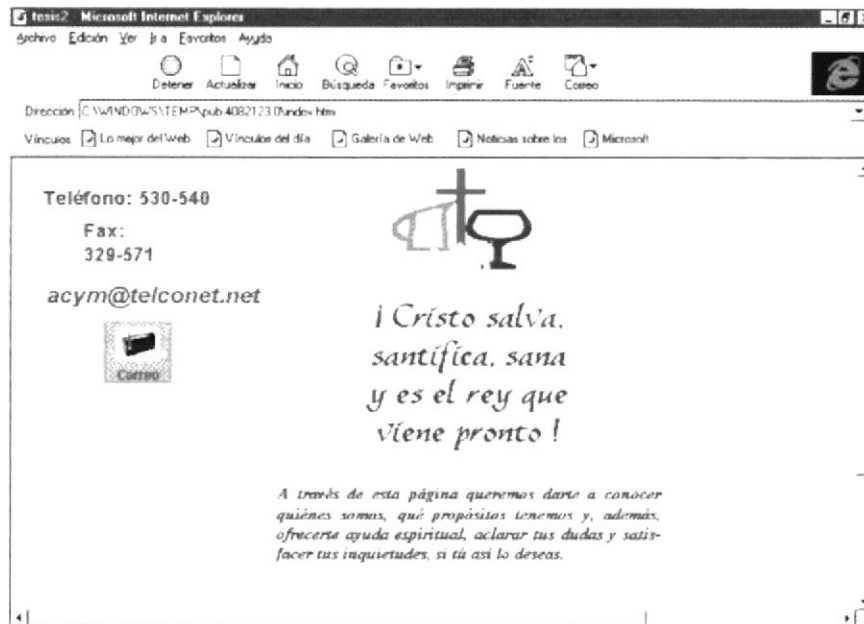 tesis2 - Microsoft Internet Explorer
Archivo Edición Ver Ir a Favoritos Ayuda
Detener Actualizar Inicio Búsqueda Favoritos Imprimir Fuente Correo
Dirección C:\WINDOWS\TEMP\pub-4082123.0\index.htm
Vínculos Lo mejor del Web Vínculos del día Galería de Web Noticias sobre los Microsoft
Teléfono: 530-540
Fax:
329-571
acym@telconet.net
Correo
¡ Cristo salva,
santifica, sana
y es el rey que
viene pronto !
A través de esta página queremos darte a conocer
quiénes somos, qué propósitos tenemos y, además,
ofrecerte ayuda espiritual, aclarar tus dudas y satis-
facer tus inquietudes, si tú así lo deseas.